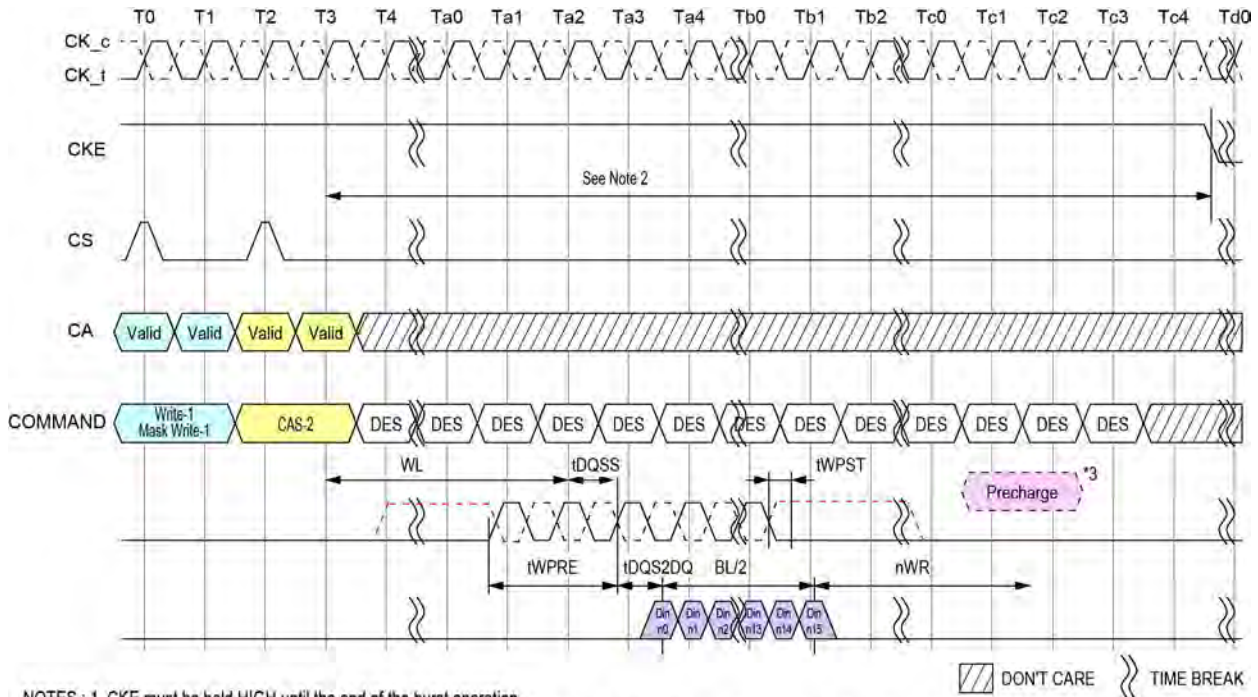 T0 T1 T2 T3 T4 Ta0 Ta1 Ta2 Ta3 Ta4 Tb0 Tb1 Tb2 Tc0 Tc1 Tc2 Tc3 Tc4 Td0
CK_c
CK_t
CKE
See Note 2
CS
CA Valid Valid Valid Valid
COMMAND Write-1 Mask Write-1 CAS-2 DES DES DES DES DES DES DES DES DES DES DES DES DES
WL tDQSS tWPST
Precharge *3
tWPRE tDQS2DQ BL/2 nWR
Din n0 Din n1 Din n2 Din n13 Din n14 Din n15
DON'T CARE TIME BREAK
NOTES : 1. CKE must be held HIGH until the end of the burst operation.